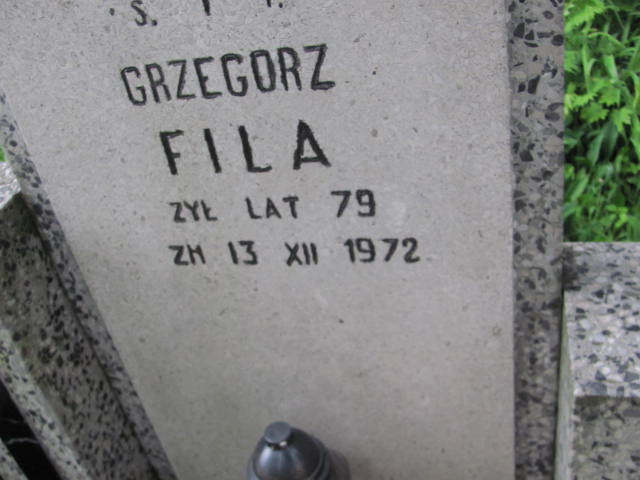 GRZEGORZ
FILA
ŻYŁ LAT 79
ZM 13 XII 1972